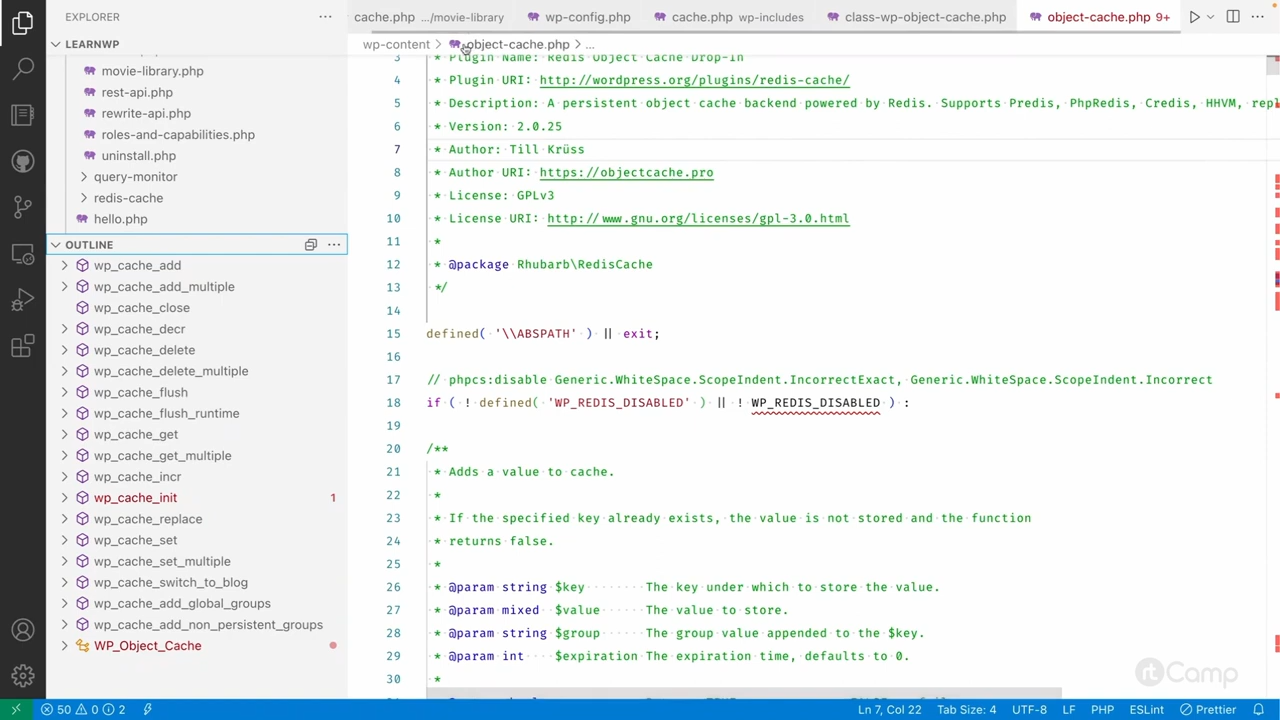 EXPLORER
cache.php .../movie-library
wp-config.php
cache.php wp-includes
class-wp-object-cache.php
object-cache.php 9+
LEARNWP
wp-content > object-cache.php > ...
movie-library.php
rest-api.php
rewrite-api.php
roles-and-capabilities.php
uninstall.php
query-monitor
redis-cache
hello.php
OUTLINE
wp_cache_add
wp_cache_add_multiple
wp_cache_close
wp_cache_decr
wp_cache_delete
wp_cache_delete_multiple
wp_cache_flush
wp_cache_flush_runtime
wp_cache_get
wp_cache_get_multiple
wp_cache_incr
wp_cache_init 1
wp_cache_replace
wp_cache_set
wp_cache_set_multiple
wp_cache_switch_to_blog
wp_cache_add_global_groups
wp_cache_add_non_persistent_groups
WP_Object_Cache
3 * Plugin Name: Redis Object Cache Drop-In
4 * Plugin URI: http://wordpress.org/plugins/redis-cache/
5 * Description: A persistent object cache backend powered by Redis. Supports Predis, PhpRedis, Credis, HHVM, repl
6 * Version: 2.0.25
7 * Author: Till Krüss
8 * Author URI: https://objectcache.pro
9 * License: GPLv3
10 * License URI: http://www.gnu.org/licenses/gpl-3.0.html
11 *
12 * @package Rhubarb\RedisCache
13 */
14
15 defined( '\\ABSPATH' ) || exit;
16
17 // phpcs:disable Generic.WhiteSpace.ScopeIndent.IncorrectExact, Generic.WhiteSpace.ScopeIndent.Incorrect
18 if ( ! defined( 'WP_REDIS_DISABLED' ) || ! WP_REDIS_DISABLED ) :
19
20 /**
21 * Adds a value to cache.
22 *
23 * If the specified key already exists, the value is not stored and the function
24 * returns false.
25 *
26 * @param string $key The key under which to store the value.
27 * @param mixed $value The value to store.
28 * @param string $group The group value appended to the $key.
29 * @param int $expiration The expiration time, defaults to 0.
30 *
rtCamp
50 0 2
Ln 7, Col 22
Tab Size: 4
UTF-8
LF
PHP
ESLint
Prettier